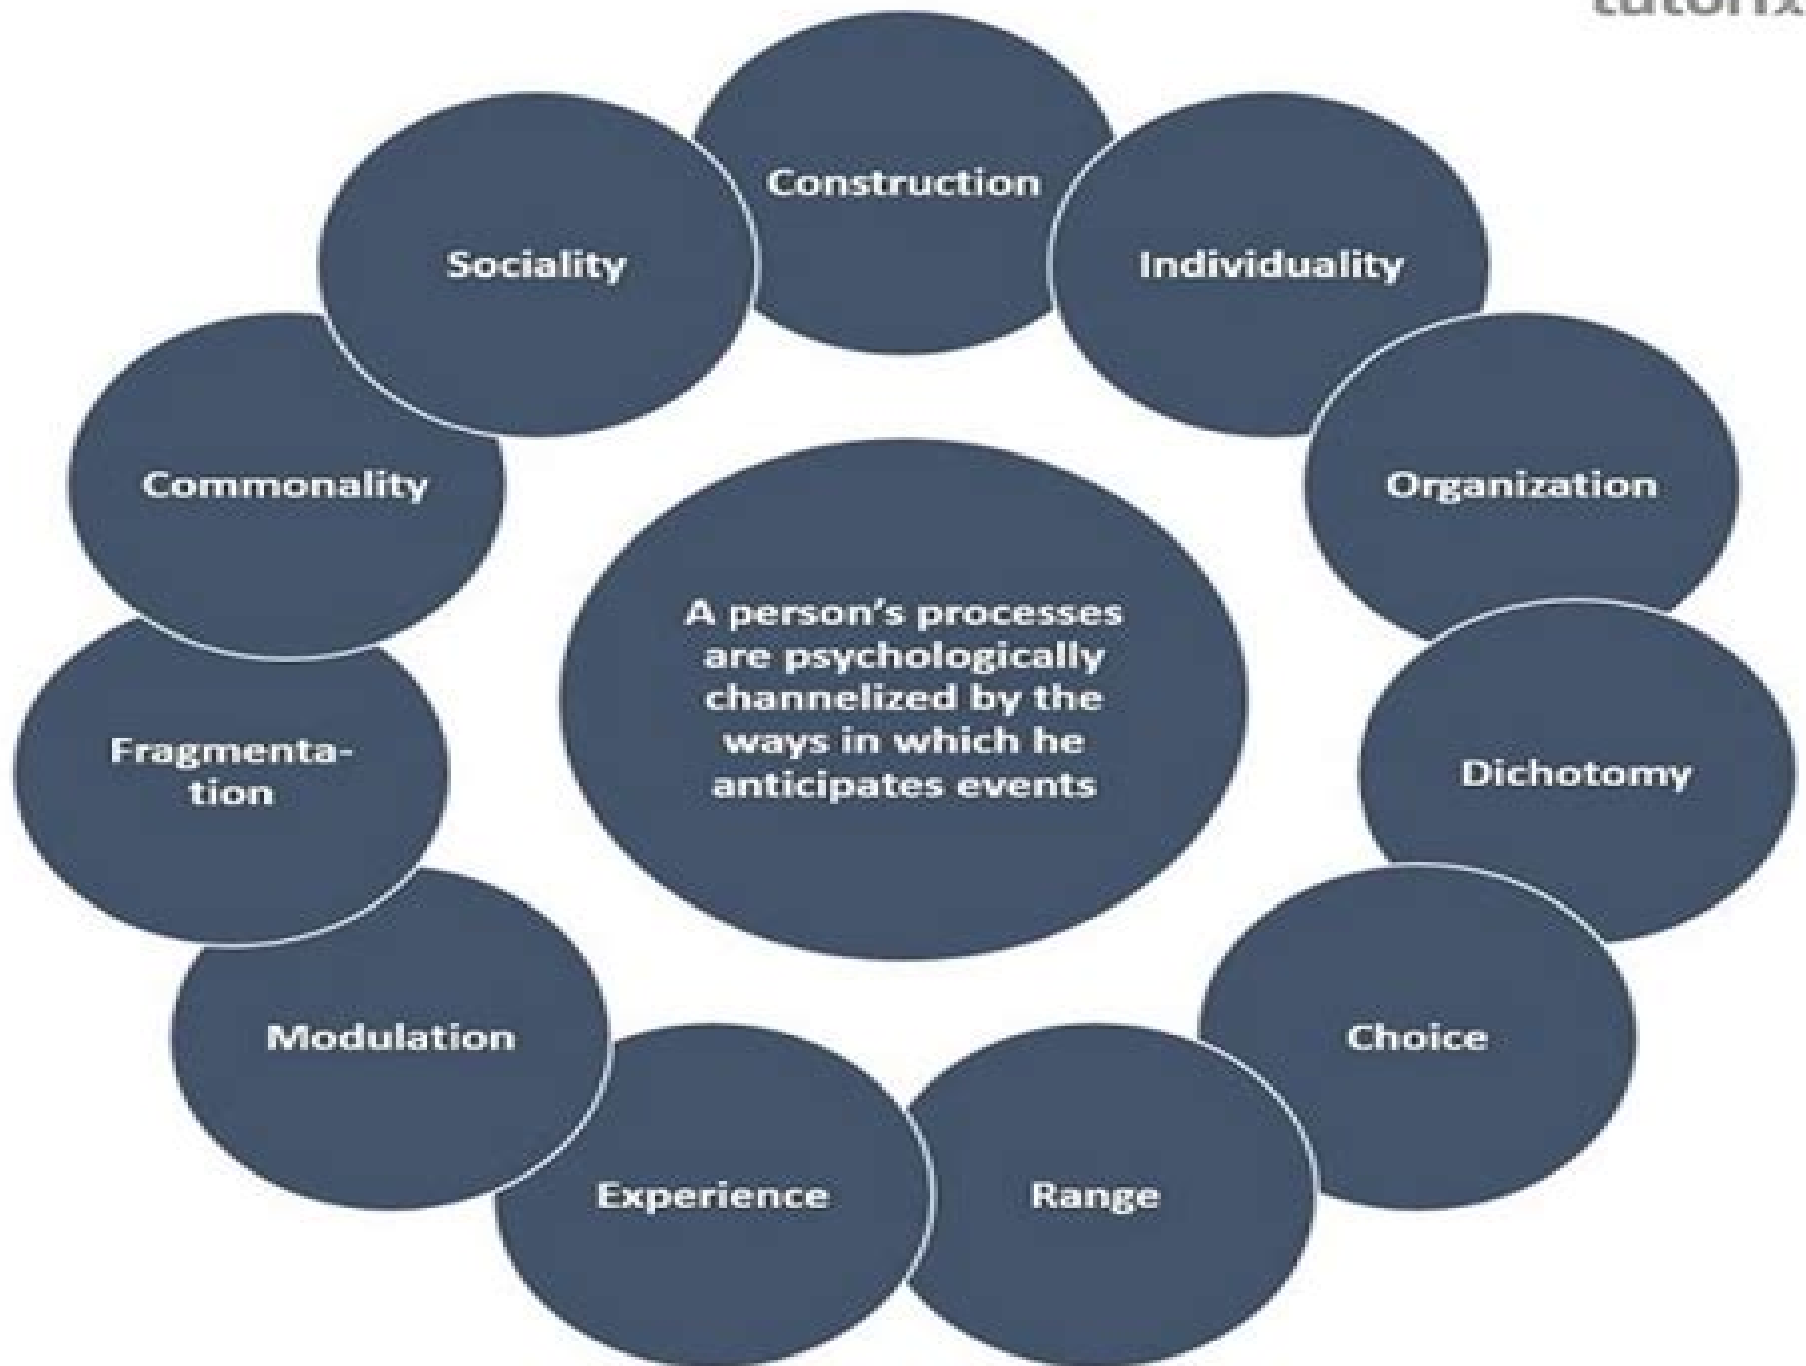 tutorix
Construction
Sociality
Individuality
Commonality
Organization
A person's processes
are psychologically
channelized by the
ways in which he
anticipates events
Fragmenta-
tion
Dichotomy
Modulation
Choice
Experience
Range